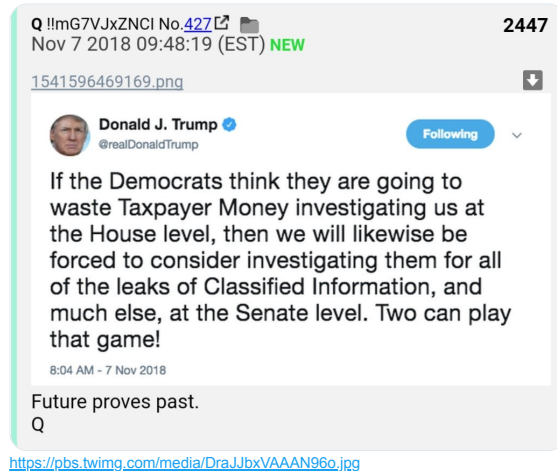 Q !!mG7VJxZNCI No.427 2447
Nov 7 2018 09:48:19 (EST) NEW
1541596469169.png
Donald J. Trump
@realDonaldTrump
Following
If the Democrats think they are going to
waste Taxpayer Money investigating us at
the House level, then we will likewise be
forced to consider investigating them for all
of the leaks of Classified Information, and
much else, at the Senate level. Two can play
that game!
8:04 AM - 7 Nov 2018
Future proves past.
Q
https://pbs.twimg.com/media/DraJJbxVAAAN96o.jpg